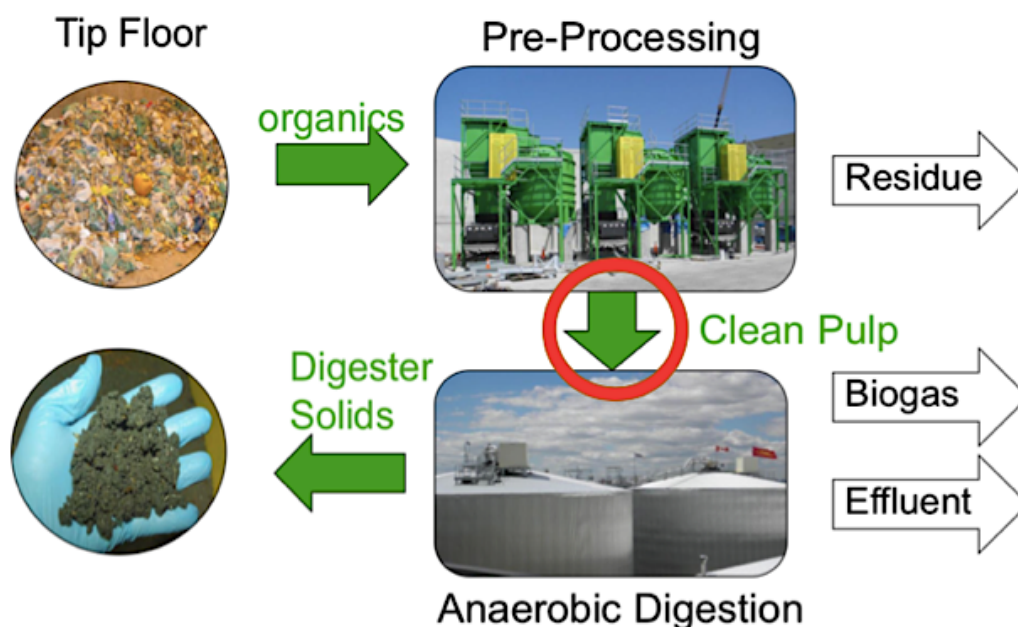 Tip Floor
Pre-Processing
organics
Residue
Clean Pulp
Digester
Solids
Biogas
Effluent
Anaerobic Digestion